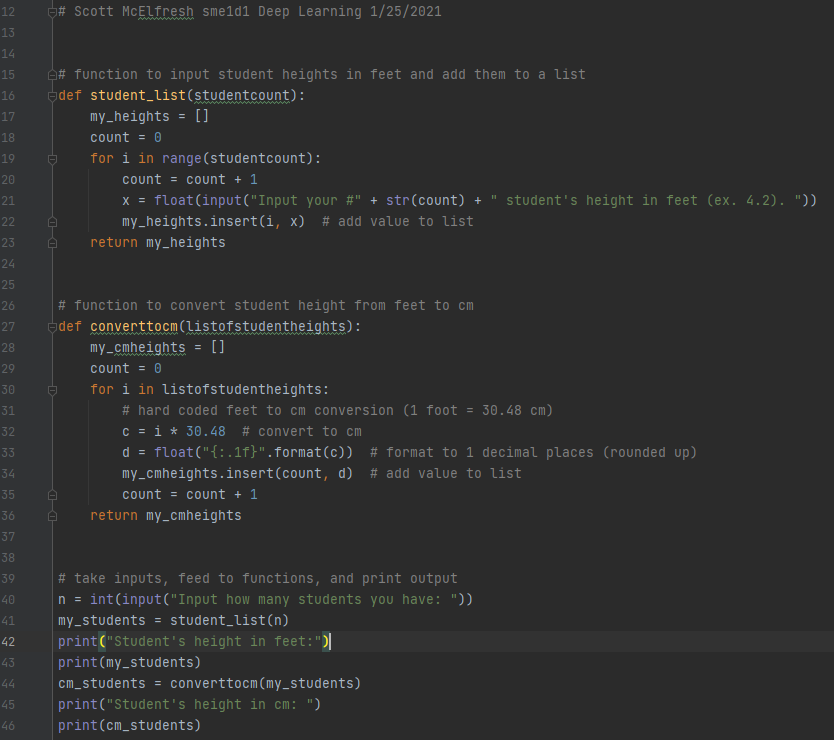 12 # Scott McElfresh sme1d1 Deep Learning 1/25/2021
13
14
15 # function to input student heights in feet and add them to a list
16 def student_list(studentcount):
17     my_heights = []
18     count = 0
19     for i in range(studentcount):
20         count = count + 1
21         x = float(input("Input your #" + str(count) + " student's height in feet (ex. 4.2). "))
22         my_heights.insert(i, x)  # add value to list
23     return my_heights
24
25
26 # function to convert student height from feet to cm
27 def converttocm(listofstudentheights):
28     my_cmheights = []
29     count = 0
30     for i in listofstudentheights:
31         # hard coded feet to cm conversion (1 foot = 30.48 cm)
32         c = i * 30.48  # convert to cm
33         d = float("{:.1f}".format(c))  # format to 1 decimal places (rounded up)
34         my_cmheights.insert(count, d)  # add value to list
35         count = count + 1
36     return my_cmheights
37
38
39 # take inputs, feed to functions, and print output
40 n = int(input("Input how many students you have: "))
41 my_students = student_list(n)
42 print("Student's height in feet:")
43 print(my_students)
44 cm_students = converttocm(my_students)
45 print("Student's height in cm: ")
46 print(cm_students)